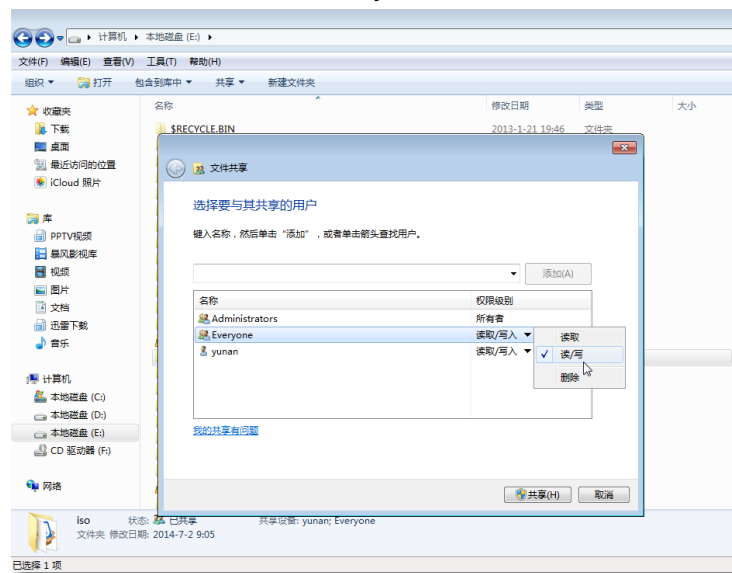 计算机 ▸ 本地磁盘 (E:) ▸
文件(F) 编辑(E) 查看(V) 工具(T) 帮助(H)
组织 打开 包含到库中 共享 新建文件夹
名称 修改日期 类型 大小
收藏夹
下载
桌面
最近访问的位置
iCloud 照片
库
PPTV视频
暴风影视库
视频
图片
文档
迅雷下载
音乐
计算机
本地磁盘 (C:)
本地磁盘 (D:)
本地磁盘 (E:)
CD 驱动器 (F:)
网络
$RECYCLE.BIN 2013-1-21 19:46 文件夹
文件共享
选择要与其共享的用户
键入名称，然后单击“添加”，或者单击箭头查找用户。
添加(A)
名称 权限级别
Administrators 所有者
Everyone 读取/写入
yunan 读取/写入
读取
✓ 读/写
删除
我的共享有问题
共享(H) 取消
iso 状态: 已共享 共享设备: yunan; Everyone
文件夹 修改日期: 2014-7-2 9:05
已选择 1 项